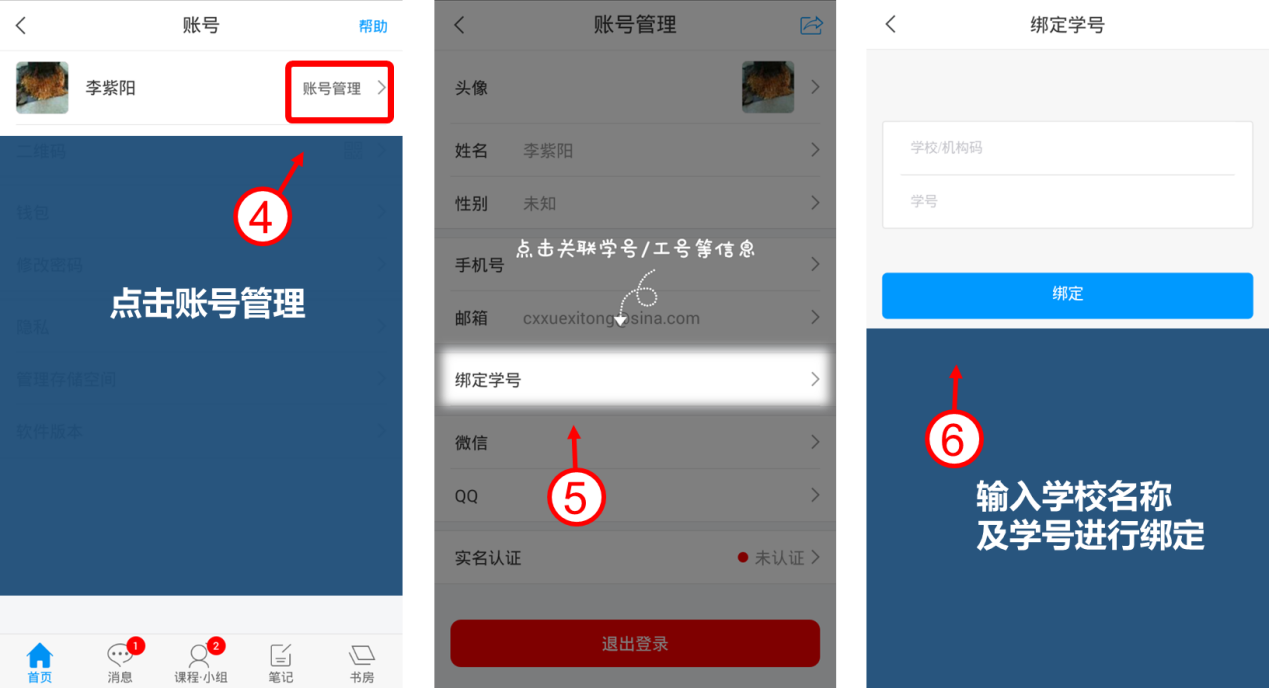 账号
帮助
李紫阳
账号管理
二维码
钱包
修改密码
隐私
管理存储空间
软件版本
4
点击账号管理
1
2
首页
消息
课程·小组
笔记
书房
账号管理
头像
姓名 李紫阳
性别 未知
点击关联学号/工号等信息
手机号
邮箱 cxxuexitong@sina.com
绑定学号
微信
5
QQ
实名认证 未认证
退出登录
绑定学号
学校/机构码
学号
绑定
6
输入学校名称
及学号进行绑定